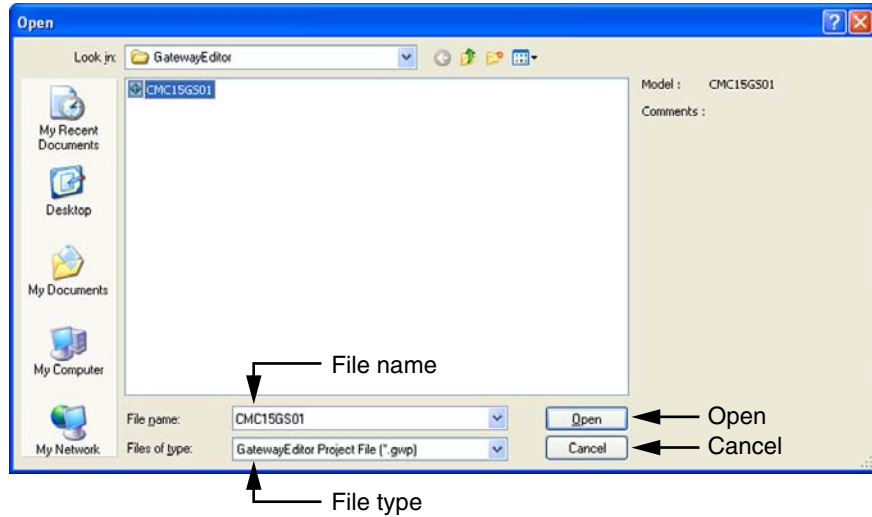 Open
Look in: GatewayEditor
CMC15GS01
Model : CMC15GS01
Comments :
My Recent
Documents
Desktop
My Documents
My Computer
My Network
File name
File name: CMC15GS01 Open
Open
Files of type: GatewayEditor Project File (*.gwp) Cancel
Cancel
File type